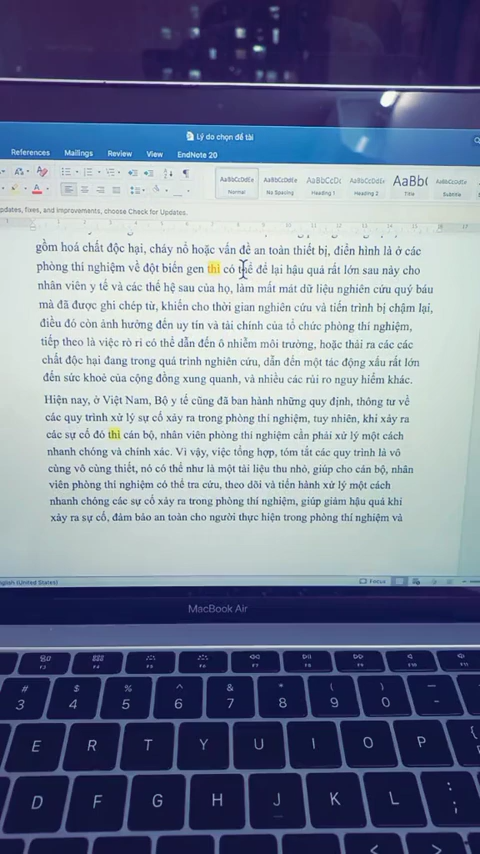 Lý do chọn đề tài
References Mailings Review View EndNote 20
AaBbCcDdEe AaBbCcDdEe AaBbCcDc AaBbCcDdEe AaBb( AaBbCcDdEe
Normal No Spacing Heading 1 Heading 2 Title Subtitle
pdates, fixes, and improvements, choose Check for Updates.
gồm hoá chất độc hại, cháy nổ hoặc vấn đề an toàn thiết bị, điển hình là ở các
phòng thí nghiệm về đột biến gen thì có thể để lại hậu quả rất lớn sau này cho
nhân viên y tế và các thế hệ sau của họ, làm mất mát dữ liệu nghiên cứu quý báu
mà đã được ghi chép từ, khiến cho thời gian nghiên cứu và tiến trình bị chậm lại,
điều đó còn ảnh hưởng đến uy tín và tài chính của tổ chức phòng thí nghiệm,
tiếp theo là việc rò rỉ có thể dẫn đến ô nhiễm môi trường, hoặc thải ra các các
chất độc hại đang trong quá trình nghiên cứu, dẫn đến một tác động xấu rất lớn
đến sức khoẻ của cộng đồng xung quanh, và nhiều các rủi ro nguy hiểm khác.
Hiện nay, ở Việt Nam, Bộ y tế cũng đã ban hành những quy định, thông tư về
các quy trình xử lý sự cố xảy ra trong phòng thí nghiệm, tuy nhiên, khi xảy ra
các sự cố đó thì cán bộ, nhân viên phòng thí nghiệm cần phải xử lý một cách
nhanh chóng và chính xác. Vì vậy, việc tổng hợp, tóm tắt các quy trình là vô
cùng vô cùng thiết, nó có thể như là một tài liệu thu nhỏ, giúp cho cán bộ, nhân
viên phòng thí nghiệm có thể tra cứu, theo dõi và tiến hành xử lý một cách
nhanh chóng các sự cố xảy ra trong phòng thí nghiệm, giúp giảm hậu quả khi
xảy ra sự cố, đảm bảo an toàn cho người thực hiện trong phòng thí nghiệm và
nglish (United States) Focus
MacBook Air
F3 F4 F5 F6 F7 F8 F9 F10 F11
# $ % ^ & * ( ) —
3 4 5 6 7 8 9 0 -
E R T Y U I O P {
D F G H J K L : ;
< >